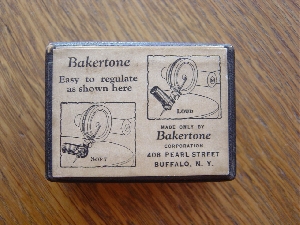 Bakertone
Easy to regulate
as shown here
LOUD
SOFT
MADE ONLY BY
Bakertone
CORPORATION
408 PEARL STREET
BUFFALO, N. Y.